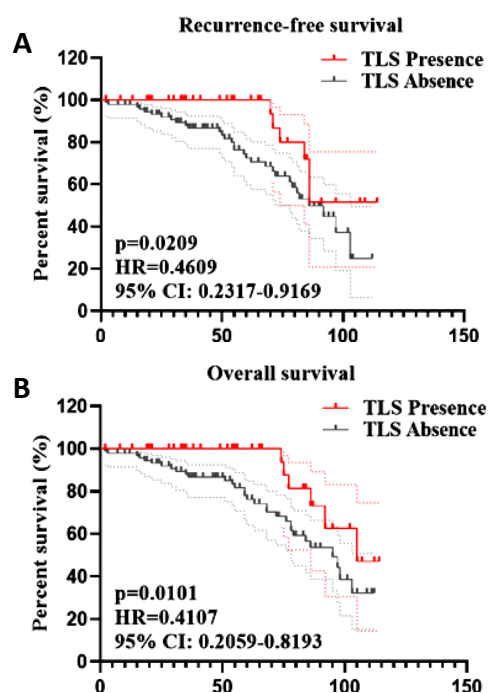 Recurrence-free survival
A
120
100
80
60
40
20
0
Percent survival (%)
TLS Presence
TLS Absence
p=0.0209
HR=0.4609
95% CI: 0.2317-0.9169
0
50
100
150
Overall survival
B
120
100
80
60
40
20
0
Percent survival (%)
TLS Presence
TLS Absence
p=0.0101
HR=0.4107
95% CI: 0.2059-0.8193
0
50
100
150